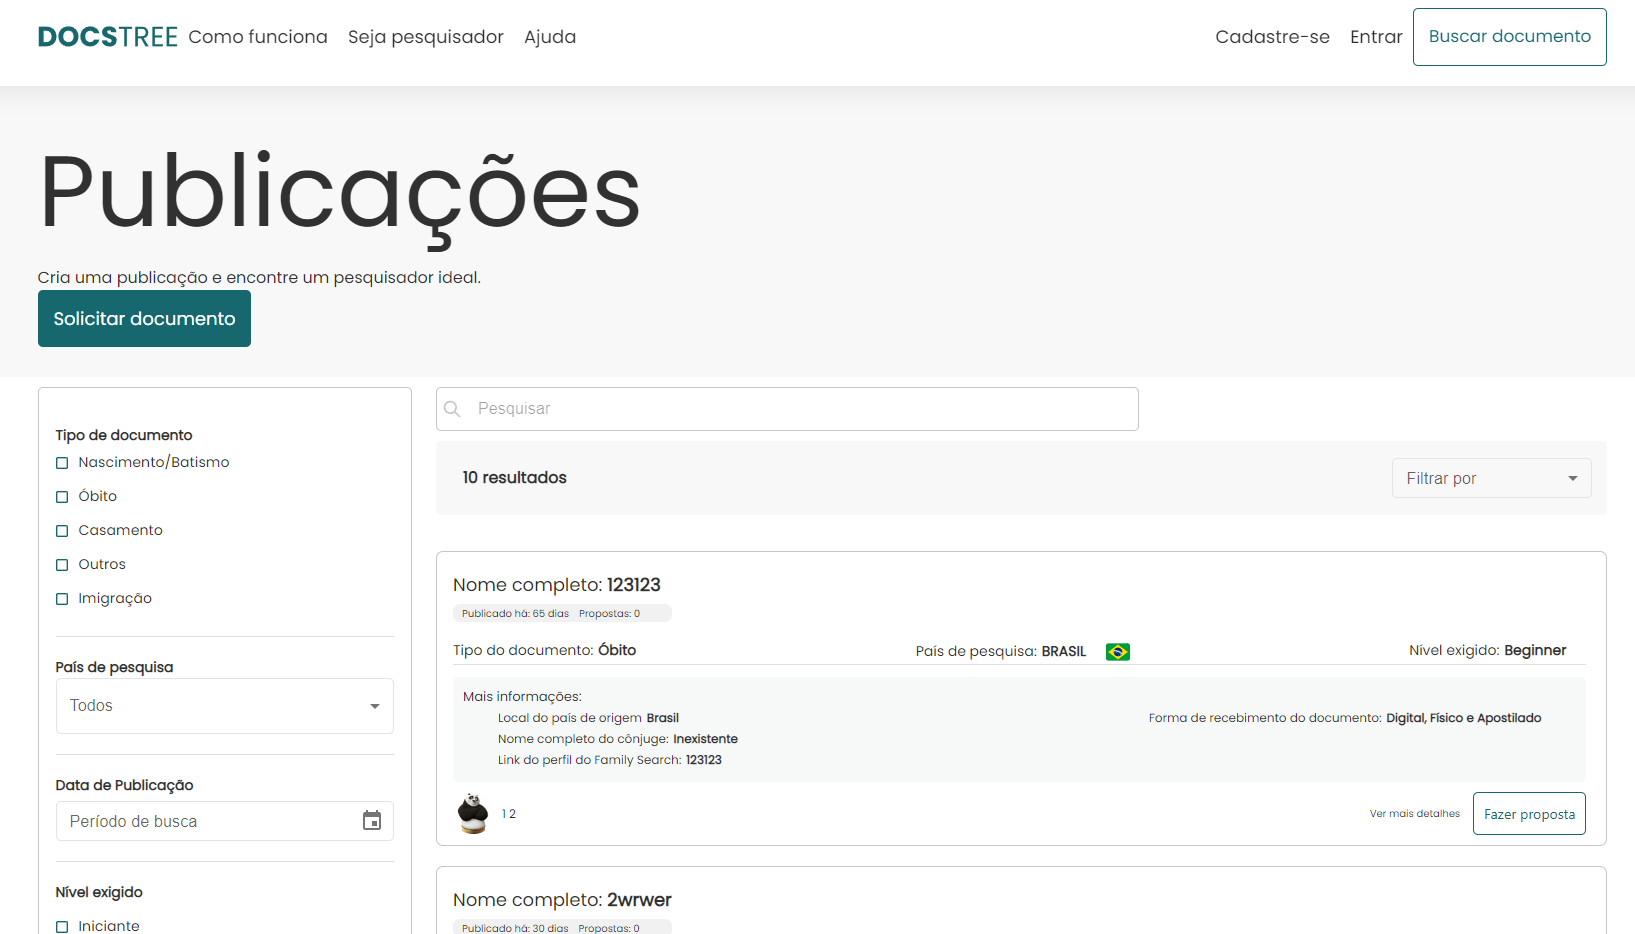 DOCSTREE Como funciona Seja pesquisador Ajuda Cadastre-se Entrar Buscar documento
Publicações
Cria uma publicação e encontre um pesquisador ideal.
Solicitar documento
Tipo de documento
Nascimento/Batismo
Óbito
Casamento
Outros
Imigração
País de pesquisa
Todos
Data de Publicação
Período de busca
Nível exigido
Iniciante
Pesquisar
10 resultados Filtrar por
Nome completo: 123123
Publicado há: 65 dias Propostas: 0
Tipo do documento: Óbito País de pesquisa: BRASIL Nível exigido: Beginner
Mais informações:
Local do país de origem Brasil Forma de recebimento do documento: Digital, Físico e Apostilado
Nome completo do cônjuge: Inexistente
Link do perfil do Family Search: 123123
1 2 Ver mais detalhes Fazer proposta
Nome completo: 2wrwer
Publicado há: 30 dias Propostas: 0